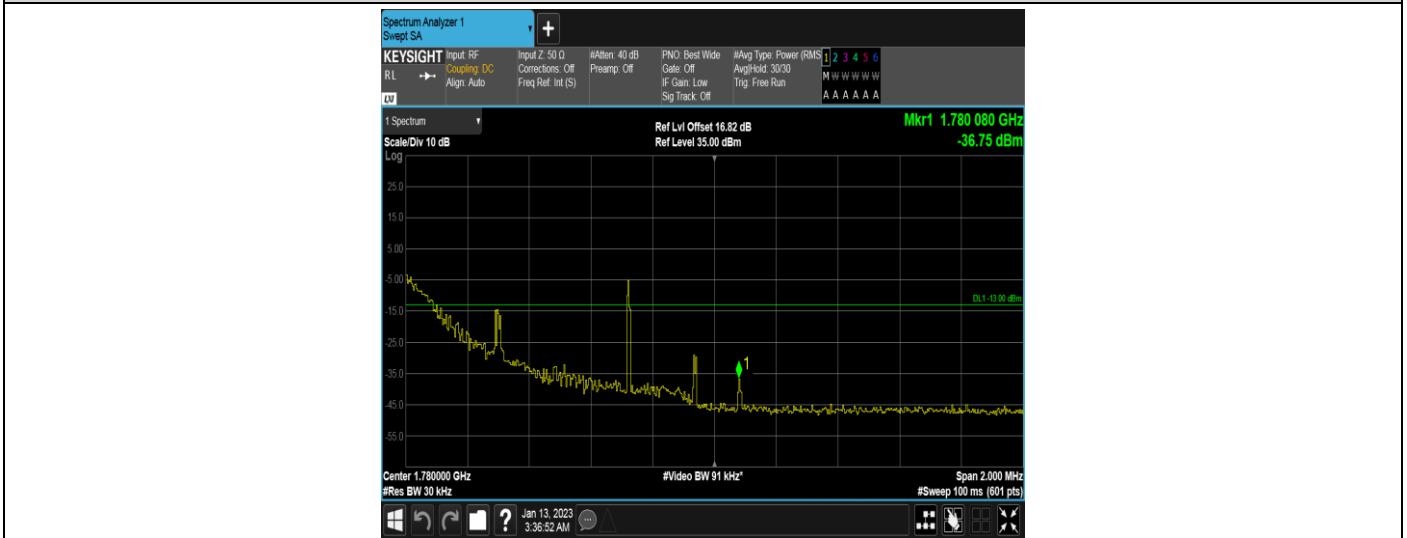 Spectrum Analyzer 1
Swept SA
+
KEYSIGHT
RL
LXI
Input: RF
Coupling: DC
Align: Auto
Input Z: 50 Ω
Corrections: Off
Freq Ref: Int (S)
#Atten: 40 dB
Preamp: Off
PNO: Best Wide
Gate: Off
IF Gain: Low
Sig Track: Off
#Avg Type: Power (RMS
Avg|Hold: 30/30
Trig: Free Run
1 2 3 4 5 6
M W W W W W
A A A A A A
1 Spectrum
Scale/Div 10 dB
Ref Lvl Offset 16.82 dB
Ref Level 35.00 dBm
Mkr1 1.780 080 GHz
-36.75 dBm
Log
25.0
15.0
5.00
-5.00
-15.0
-25.0
-35.0
-45.0
-55.0
DL1 -13.00 dBm
1
Center 1.780000 GHz
#Res BW 30 kHz
#Video BW 91 kHz*
Span 2.000 MHz
#Sweep 100 ms (601 pts)
?
Jan 13, 2023
3:36:52 AM